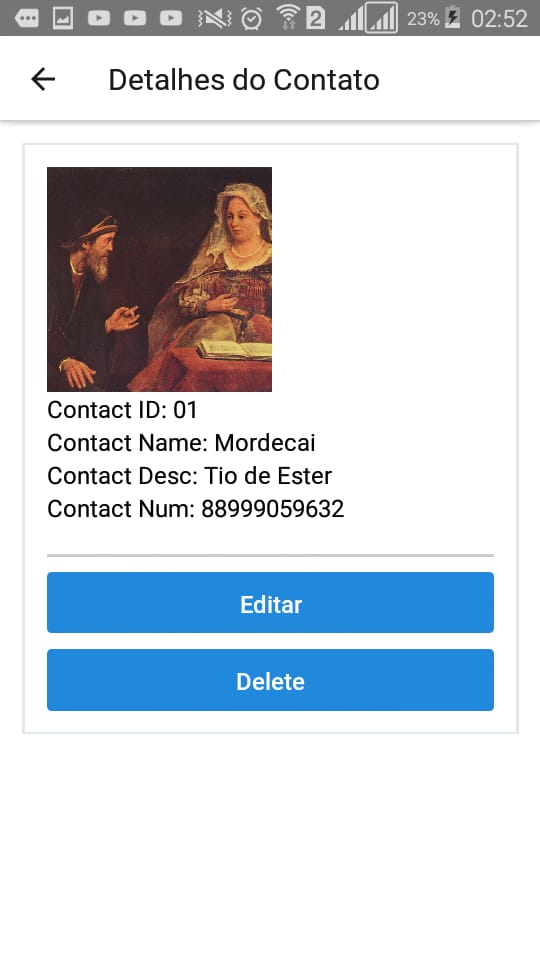 2 23% 02:52
Detalhes do Contato
Contact ID: 01
Contact Name: Mordecai
Contact Desc: Tio de Ester
Contact Num: 88999059632
Editar
Delete